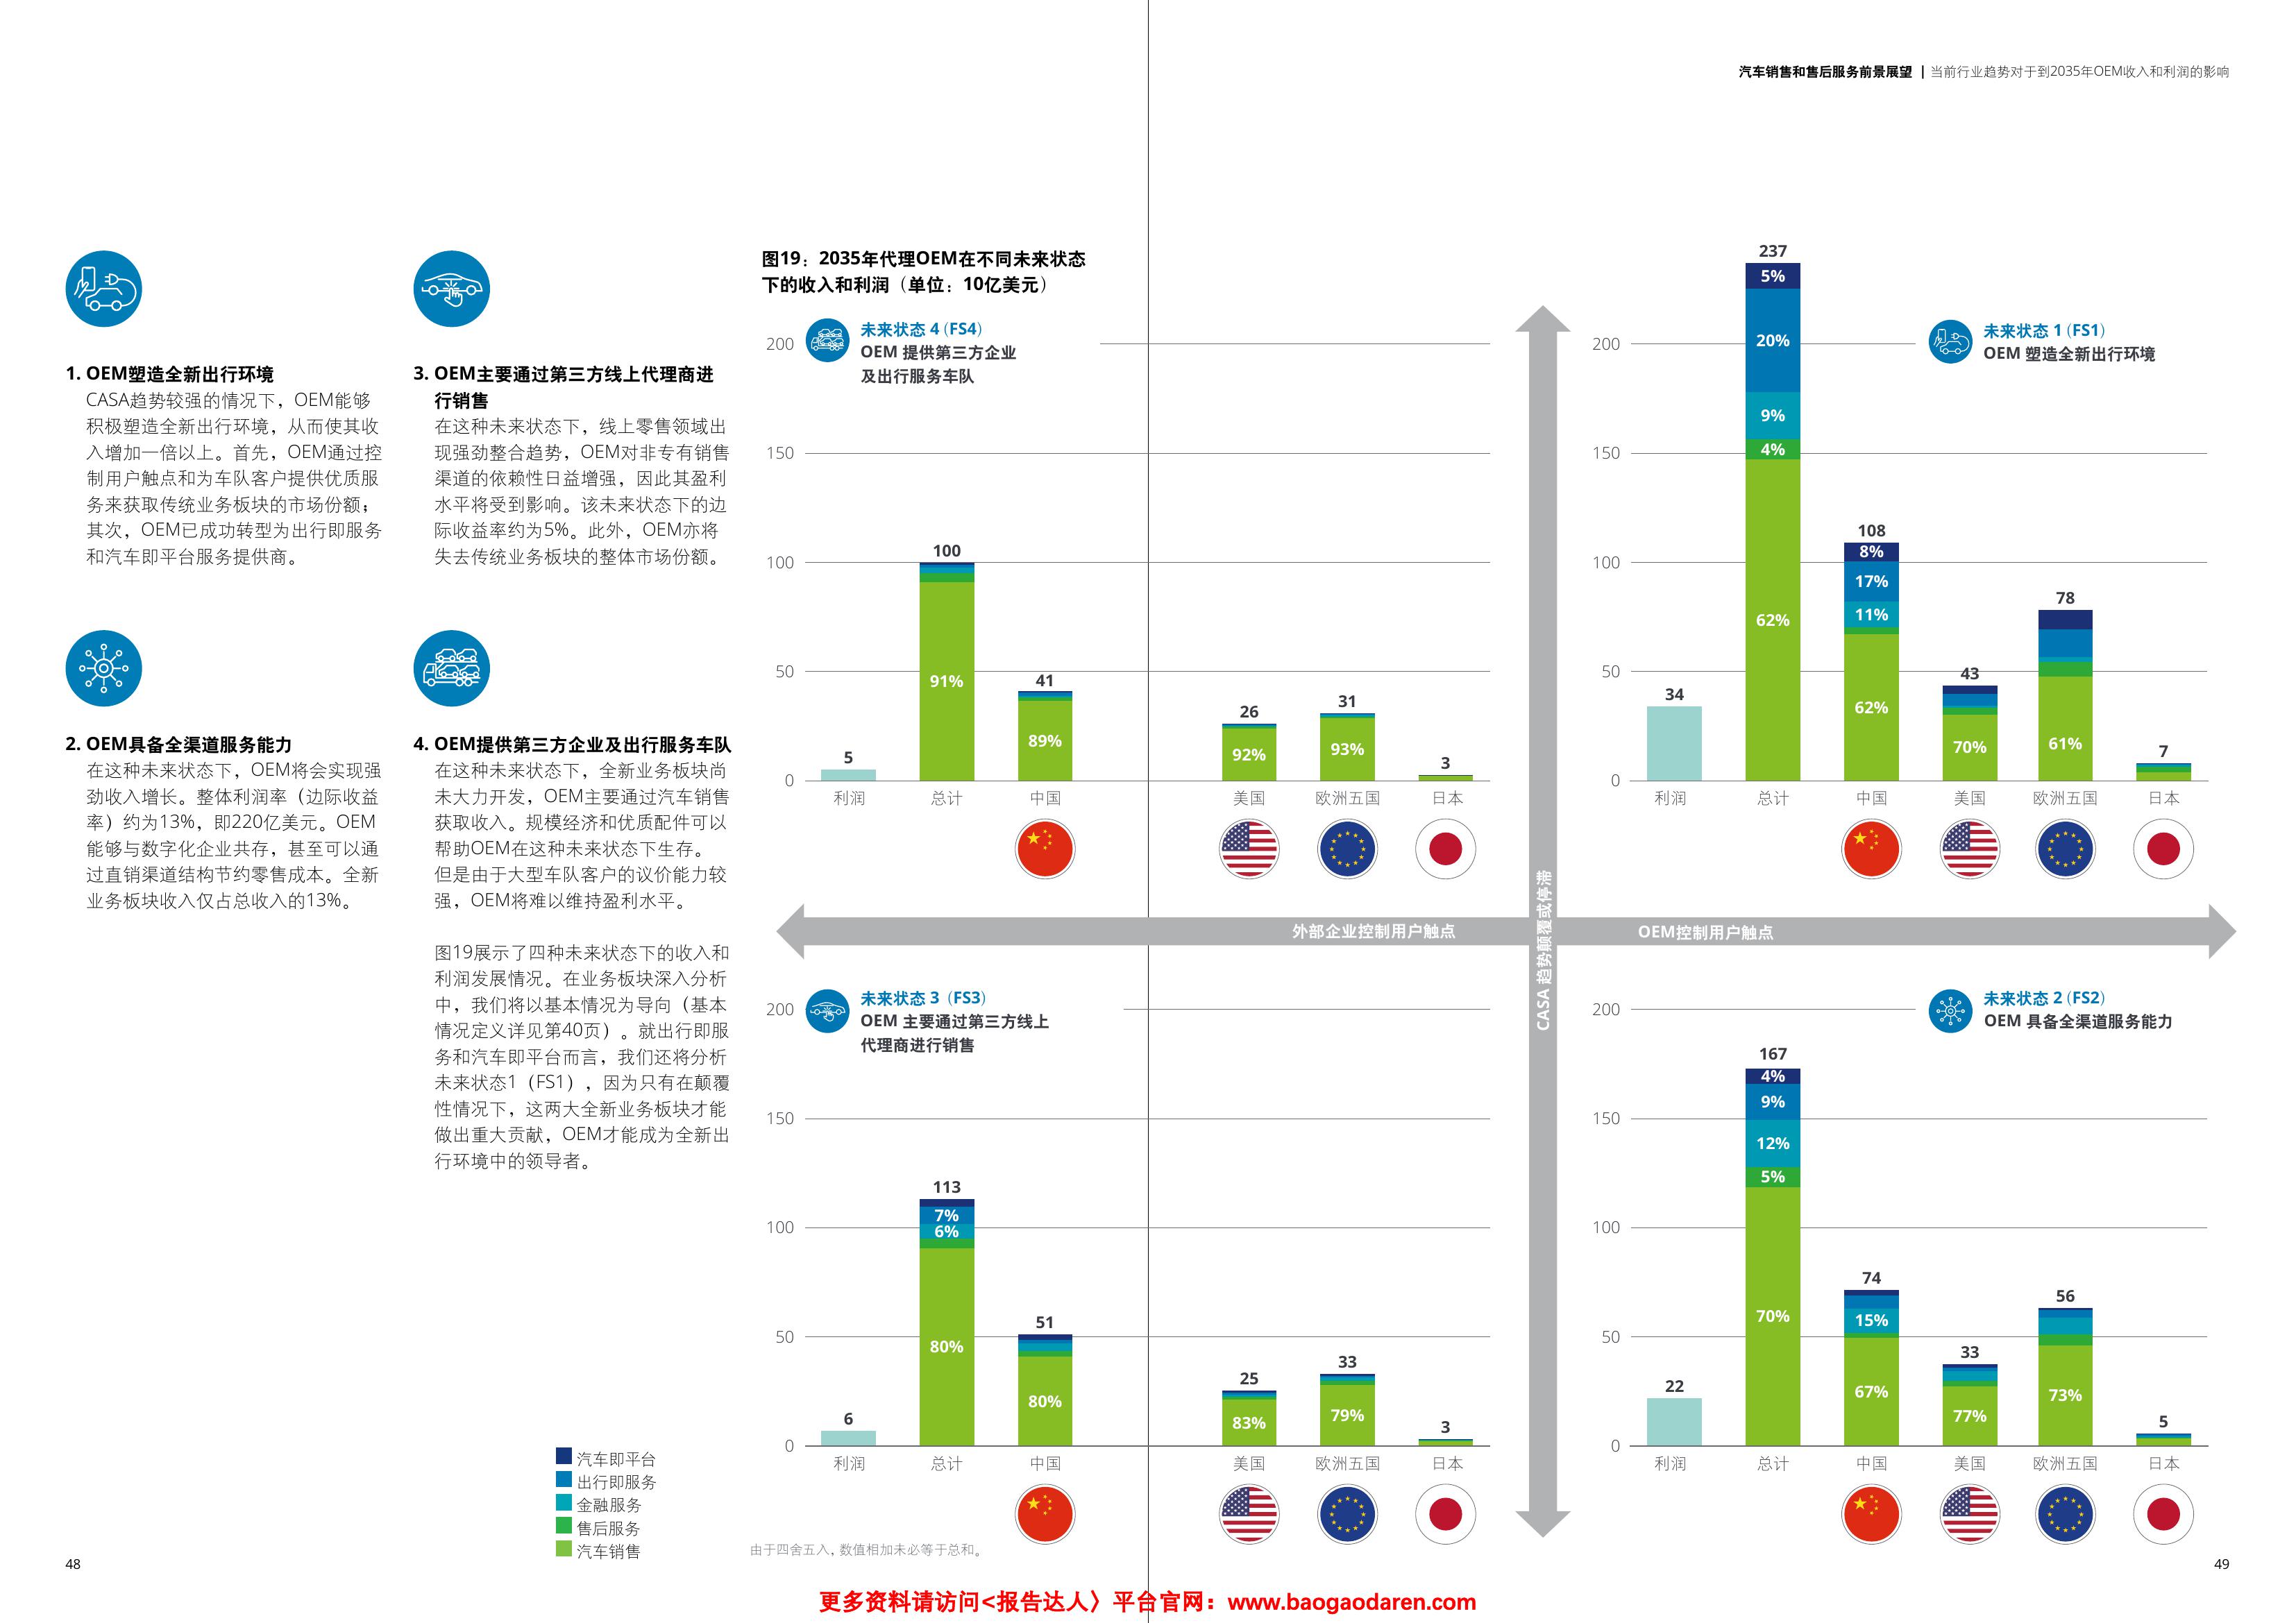 汽车销售和售后服务前景展望 | 当前行业趋势对于到2035年OEM收入和利润的影响
1. OEM塑造全新出行环境
CASA趋势较强的情况下，OEM能够
积极塑造全新出行环境，从而使其收
入增加一倍以上。首先，OEM通过控
制用户触点和为车队客户提供优质服
务来获取传统业务板块的市场份额；
其次，OEM已成功转型为出行即服务
和汽车即平台服务提供商。
2. OEM具备全渠道服务能力
在这种未来状态下，OEM将会实现强
劲收入增长。整体利润率（边际收益
率）约为13%，即220亿美元。OEM
能够与数字化企业共存，甚至可以通
过直销渠道结构节约零售成本。全新
业务板块收入仅占总收入的13%。
3. OEM主要通过第三方线上代理商进
行销售
在这种未来状态下，线上零售领域出
现强劲整合趋势，OEM对非专有销售
渠道的依赖性日益增强，因此其盈利
水平将受到影响。该未来状态下的边
际收益率约为5%。此外，OEM亦将
失去传统业务板块的整体市场份额。
4. OEM提供第三方企业及出行服务车队
在这种未来状态下，全新业务板块尚
未大力开发，OEM主要通过汽车销售
获取收入。规模经济和优质配件可以
帮助OEM在这种未来状态下生存。
但是由于大型车队客户的议价能力较
强，OEM将难以维持盈利水平。
图19展示了四种未来状态下的收入和
利润发展情况。在业务板块深入分析
中，我们将以基本情况为导向（基本
情况定义详见第40页）。就出行即服
务和汽车即平台而言，我们还将分析
未来状态1（FS1），因为只有在颠覆
性情况下，这两大全新业务板块才能
做出重大贡献，OEM才能成为全新出
行环境中的领导者。
图19：2035年代理OEM在不同未来状态
下的收入和利润（单位：10亿美元）
未来状态 4 (FS4)
OEM 提供第三方企业
及出行服务车队
200
150
100
50
0
5
100
91%
41
89%
26
92%
31
93%
3
利润 总计 中国 美国 欧洲五国 日本
未来状态 1 (FS1)
OEM 塑造全新出行环境
200
150
100
50
0
34
237
5%
20%
9%
4%
62%
108
8%
17%
11%
62%
43
70%
78
61%
7
利润 总计 中国 美国 欧洲五国 日本
外部企业控制用户触点
OEM控制用户触点
CASA 趋势颠覆或停滞
未来状态 3 (FS3)
OEM 主要通过第三方线上
代理商进行销售
200
150
100
50
0
6
113
7%
6%
80%
51
80%
25
83%
33
79%
3
利润 总计 中国 美国 欧洲五国 日本
未来状态 2 (FS2)
OEM 具备全渠道服务能力
200
150
100
50
0
22
167
4%
9%
12%
5%
70%
74
15%
67%
33
77%
56
73%
5
利润 总计 中国 美国 欧洲五国 日本
汽车即平台
出行即服务
金融服务
售后服务
汽车销售
由于四舍五入，数值相加未必等于总和。
48
49
更多资料请访问<报告达人〉平台官网：www.baogaodaren.com